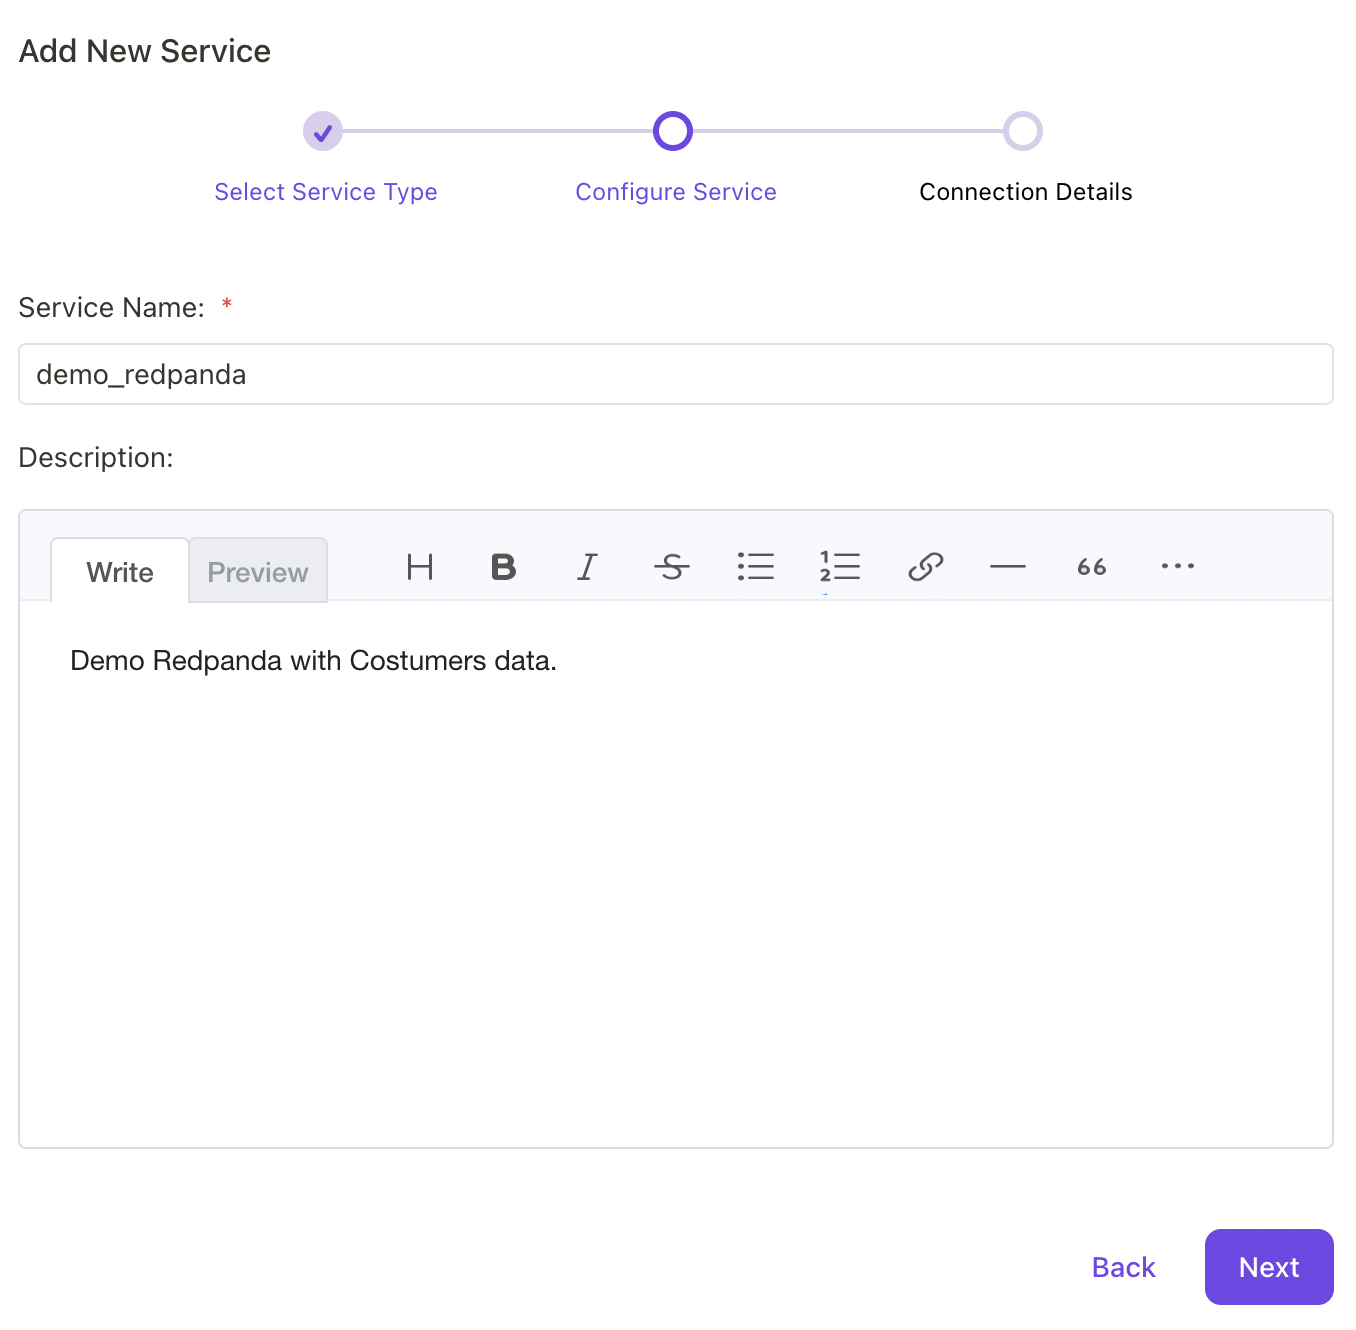 Add New Service
Select Service Type
Configure Service
Connection Details
Service Name: *
demo_redpanda
Description:
Write
Preview
Demo Redpanda with Costumers data.
Back
Next